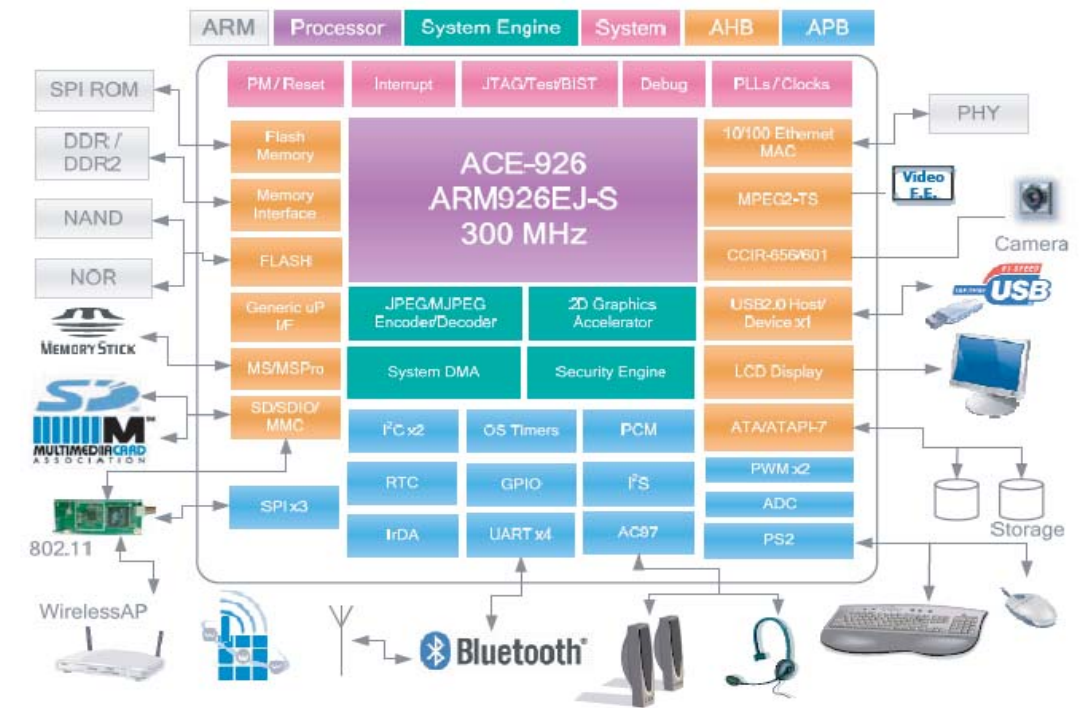 ARM Processor System Engine System AHB APB
PM/Reset Interrupt JTAG/Test/BIST Debug PLLs/Clocks
SPI ROM
DDR /
DDR2
NAND
NOR
MEMORY STICK
SD
MULTIMEDIACARD
ASSOCIATION
802.11
WirelessAP
Flash
Memory
Memory
Interface
FLASH
Generic uP
I/F
MS/MSPro
SD/SDIO/
MMC
SPI x3
ACE-926
ARM926EJ-S
300 MHz
JPEG/MJPEG
Encoder/Decoder
2D Graphics
Accelerator
System DMA
Security Engine
I²C x2 OS Timers PCM
RTC GPIO I²S
IrDA UART x4 AC97
10/100 Ethernet
MAC
MPEG2-TS
CCIR-656/601
USB2.0 Host/
Device x1
LCD Display
ATA/ATAPI-7
PWM x2
ADC
PS2
PHY
Video
F.E.
Camera
HI-SPEED
CERTIFIED
USB
Storage
Bluetooth®